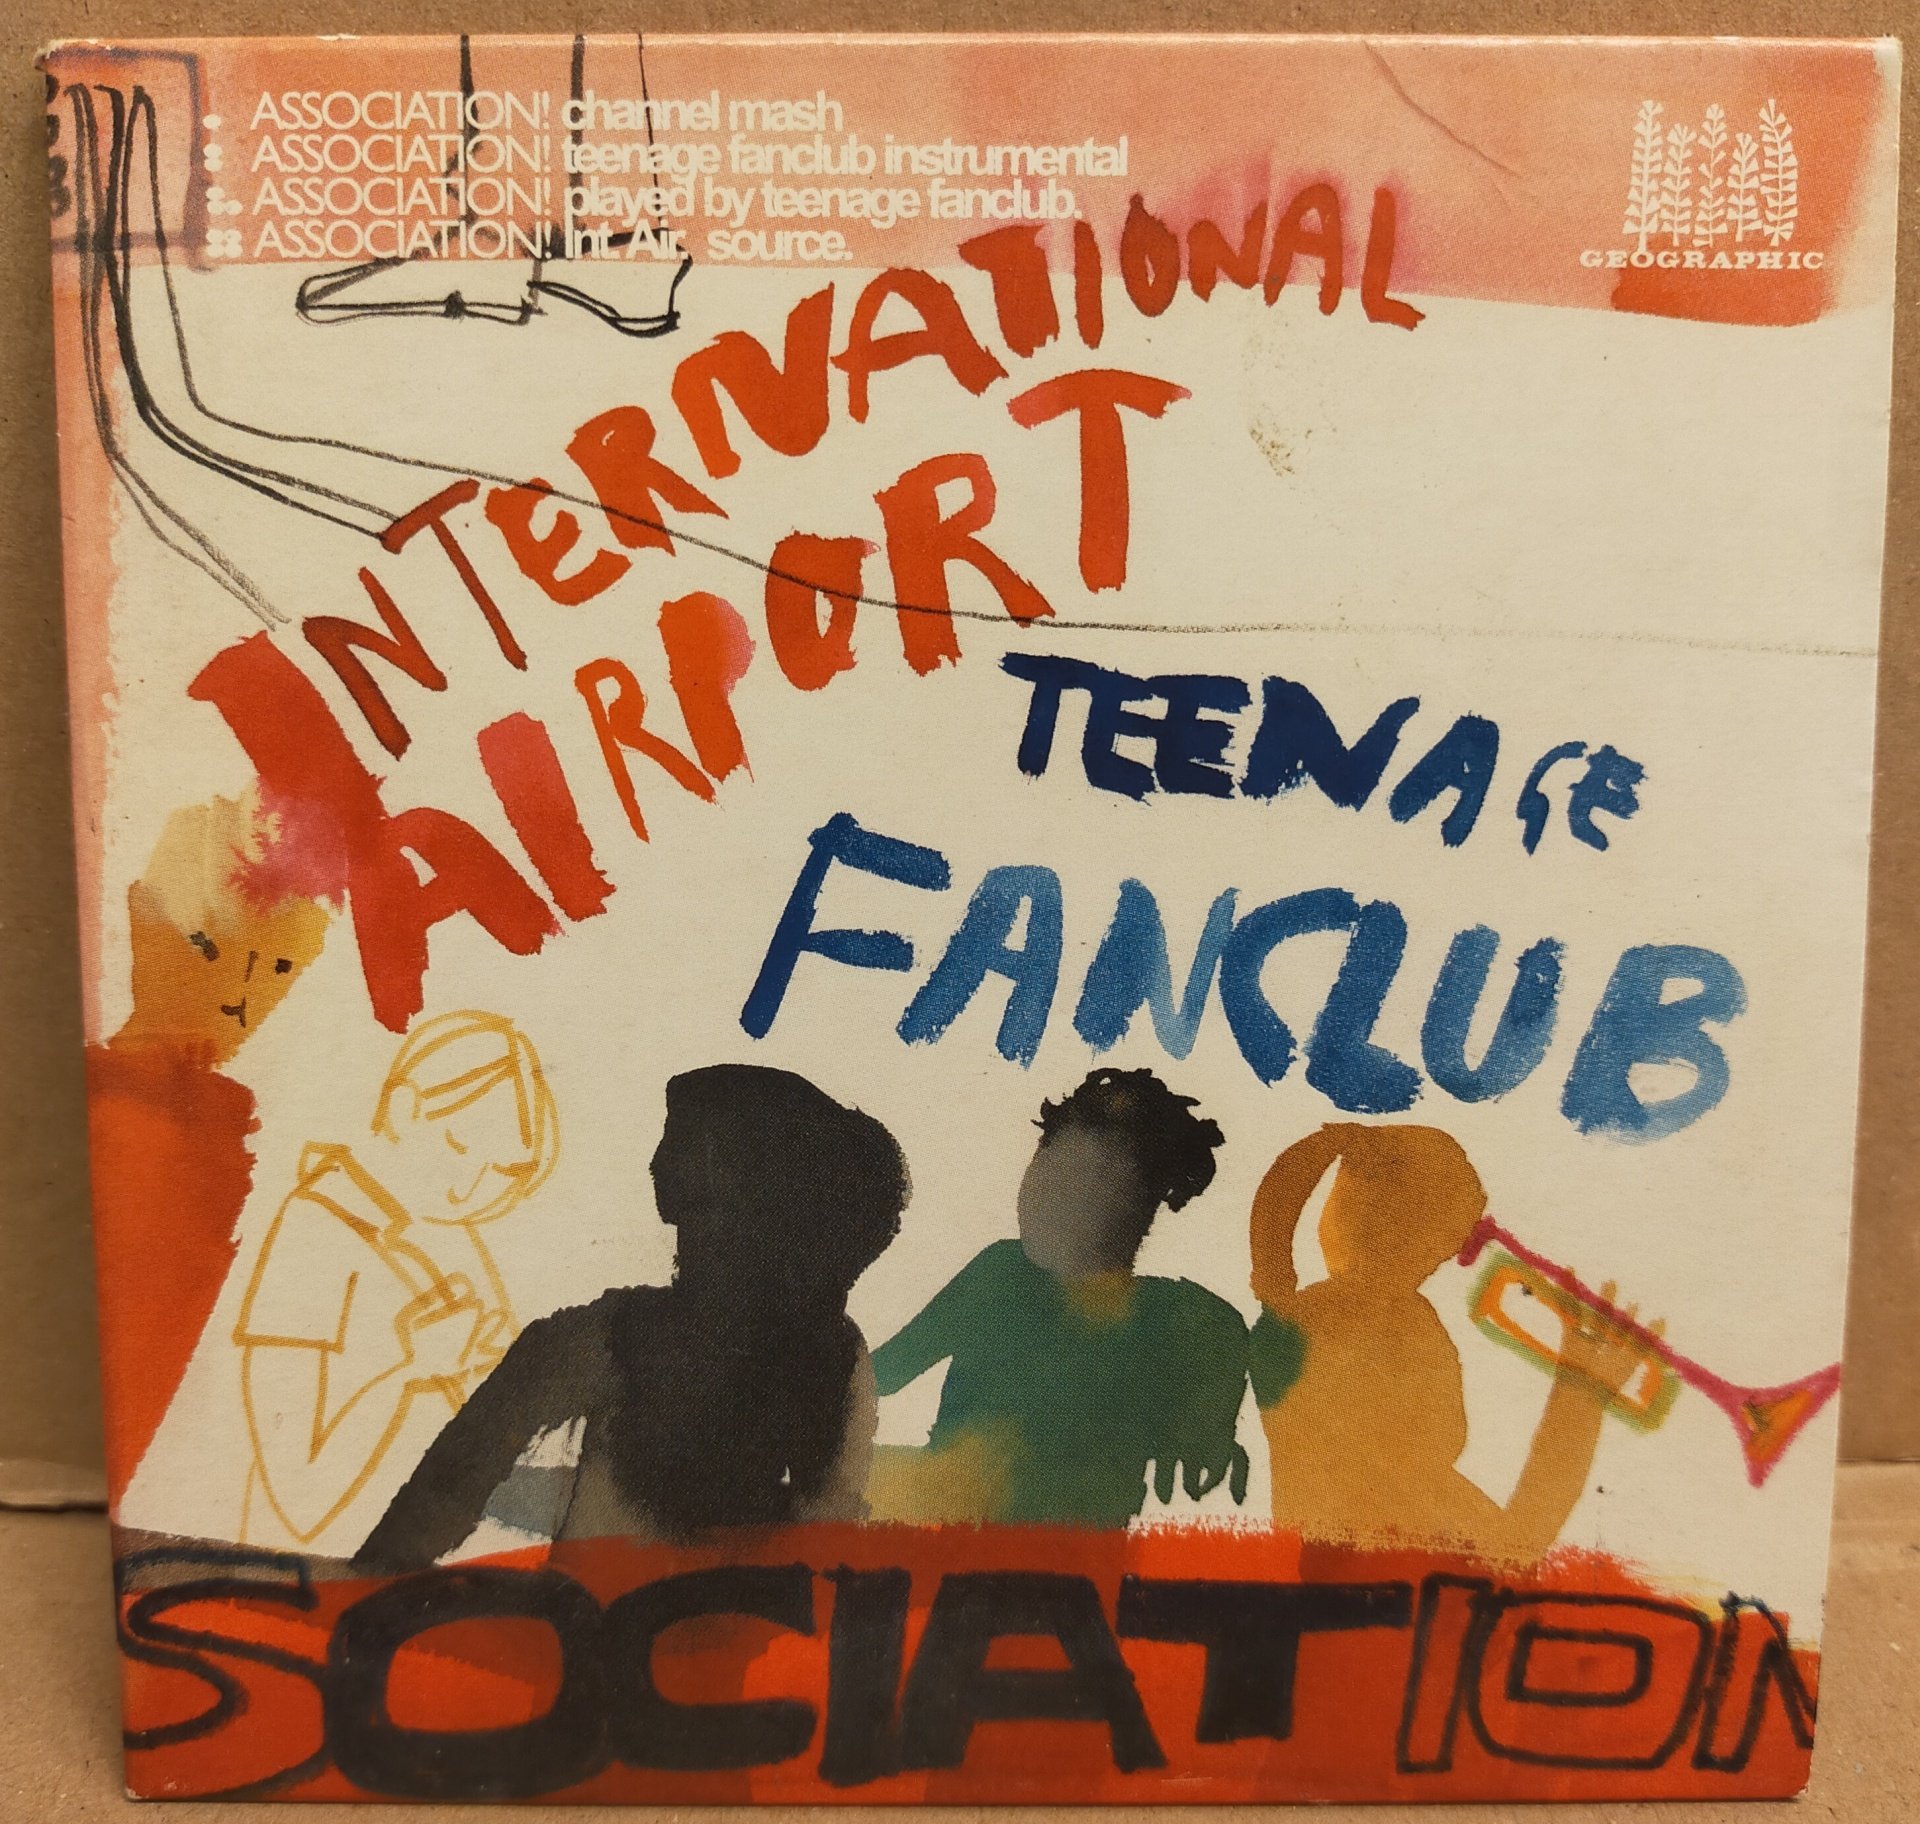 ASSOCIATION! channel mash
ASSOCIATION! teenage fanclub instrumental
ASSOCIATION! played by teenage fanclub.
ASSOCIATION! Int. Air. source.
GEOGRAPHIC
INTERNATIONAL
AIRPORT
TEENAGE
FANCLUB
SOCIATION